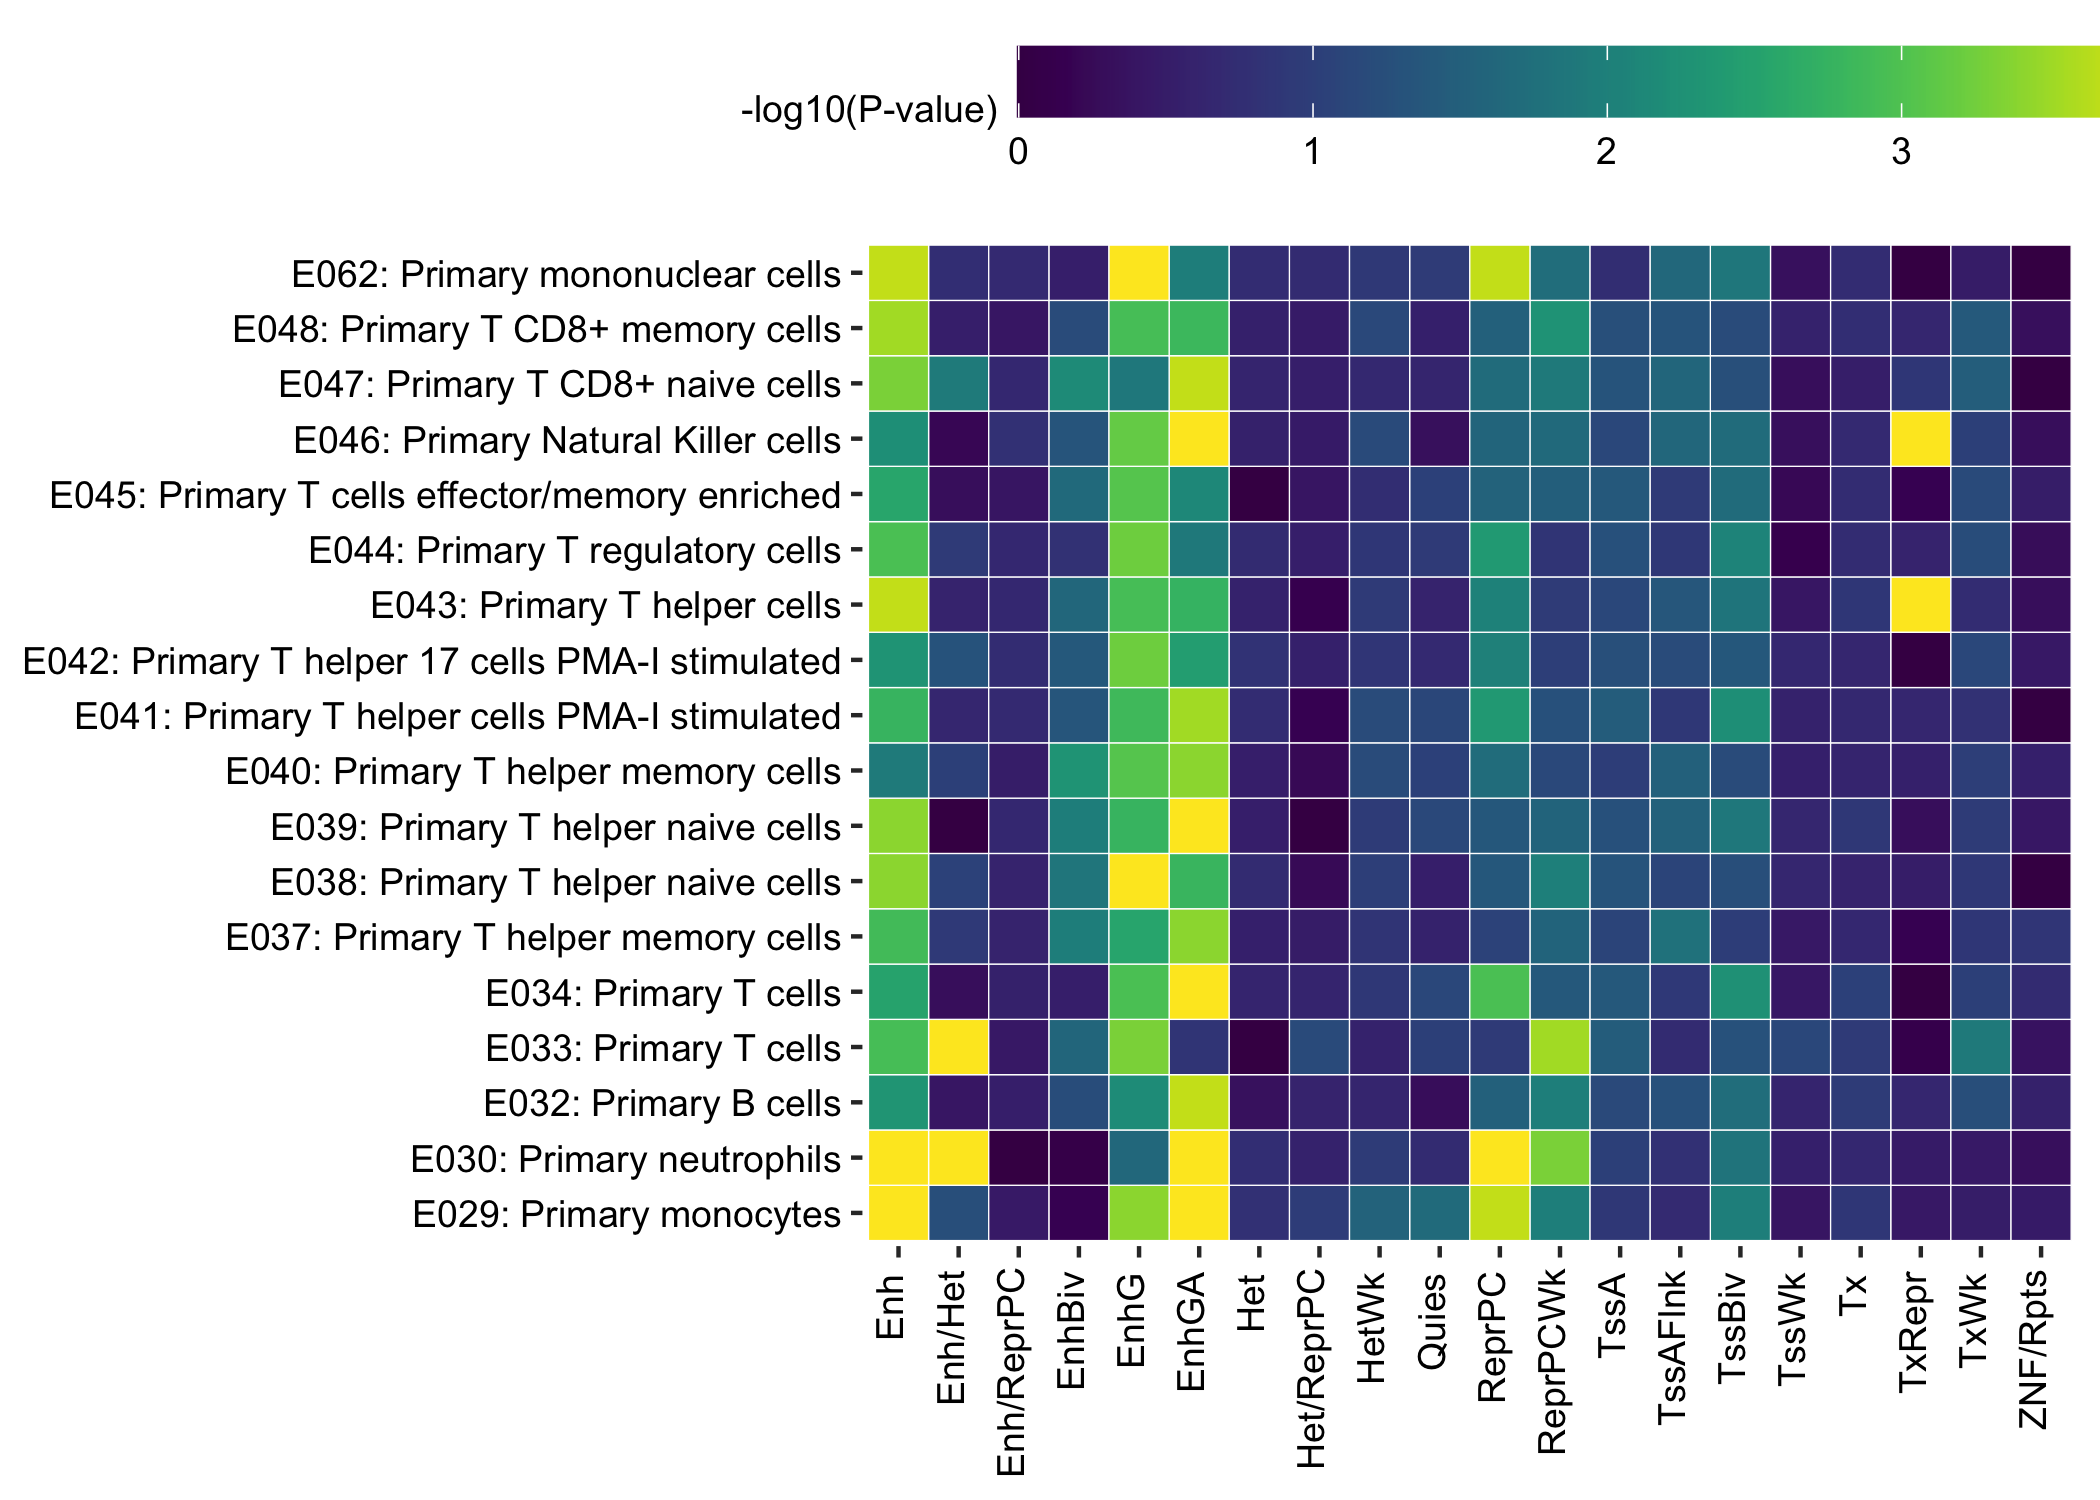 -log10(P-value)
0 1 2 3
E062: Primary mononuclear cells
E048: Primary T CD8+ memory cells
E047: Primary T CD8+ naive cells
E046: Primary Natural Killer cells
E045: Primary T cells effector/memory enriched
E044: Primary T regulatory cells
E043: Primary T helper cells
E042: Primary T helper 17 cells PMA-I stimulated
E041: Primary T helper cells PMA-I stimulated
E040: Primary T helper memory cells
E039: Primary T helper naive cells
E038: Primary T helper naive cells
E037: Primary T helper memory cells
E034: Primary T cells
E033: Primary T cells
E032: Primary B cells
E030: Primary neutrophils
E029: Primary monocytes
Enh
Enh/Het
Enh/ReprPC
EnhBiv
EnhG
EnhGA
Het
Het/ReprPC
HetWk
Quies
ReprPC
ReprPCWk
TssA
TssAFlnk
TssBiv
TssWk
Tx
TxRepr
TxWk
ZNF/Rpts